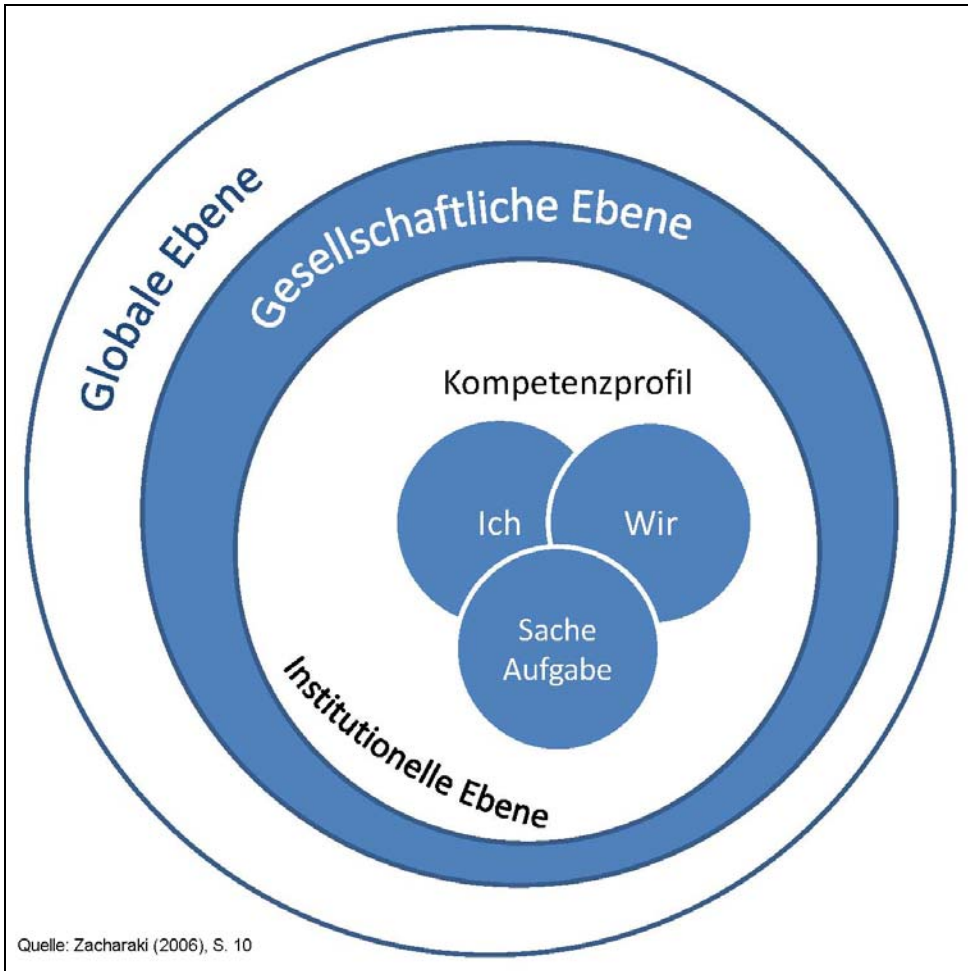 Globale Ebene
Gesellschaftliche Ebene
Kompetenzprofil
Ich
Wir
Sache
Aufgabe
Institutionelle Ebene
Quelle: Zacharaki (2006), S. 10